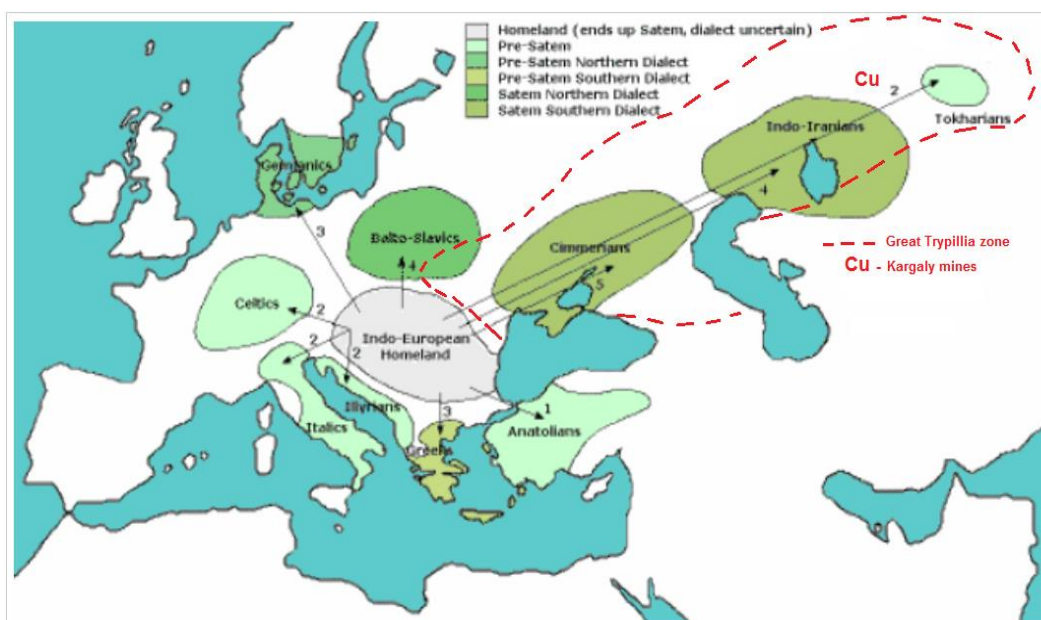 Homeland (ends up Satem, dialect uncertain)
Pre-Satem
Pre-Satem Northern Dialect
Pre-Satem Southern Dialect
Satem Northern Dialect
Satem Southern Dialect
Cu
2
Tokharians
Indo-Iranians
4
Germanics
3
Balto-Slavics
4
Cimmerians
5
Great Trypillia zone
Cu - Kargaly mines
Celtics
2
2
2
Indo-European
Homeland
Illyrians
Italics
3
Greeks
1
Anatolians